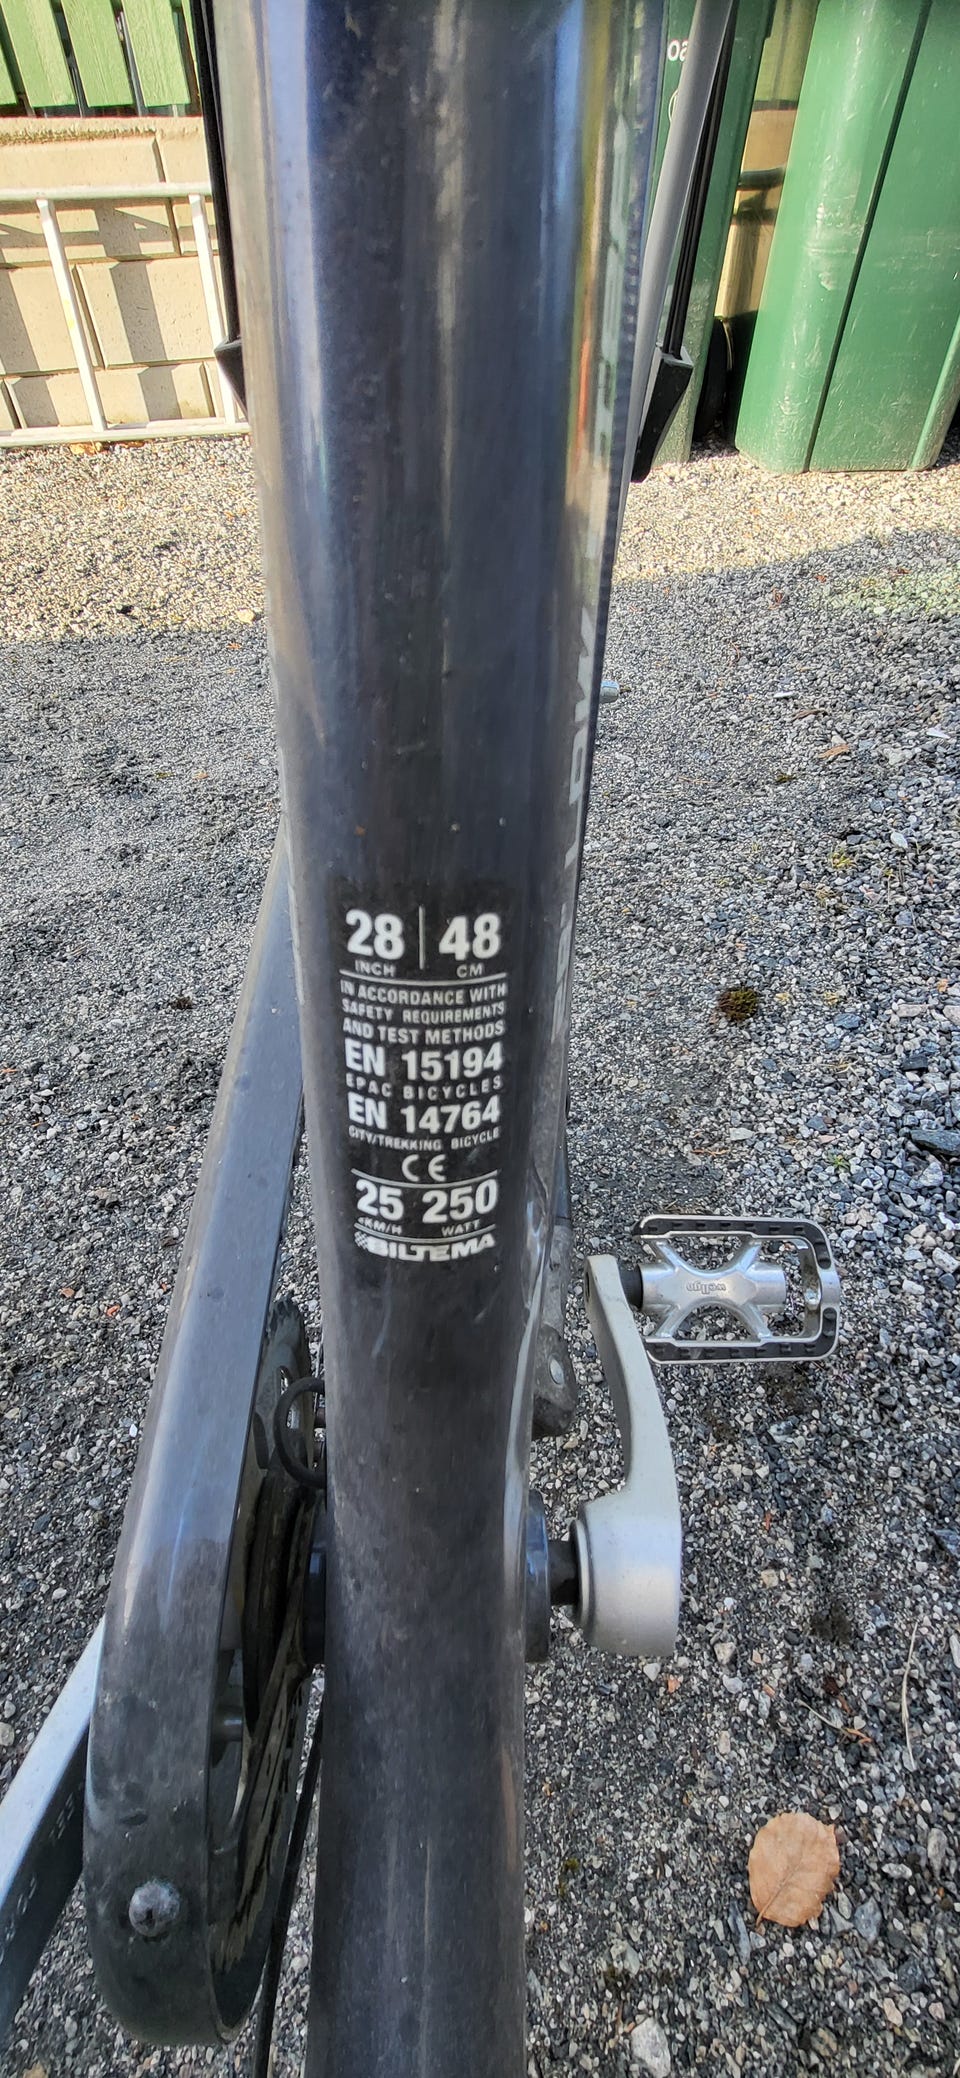 28 | 48
INCH CM
IN ACCORDANCE WITH
SAFETY REQUIREMENTS
AND TEST METHODS
EN 15194
EPAC BICYCLES
EN 14764
CITY/TREKKING BICYCLE
CE
25 250
KM/H WATT
BILTEMA
wellgo